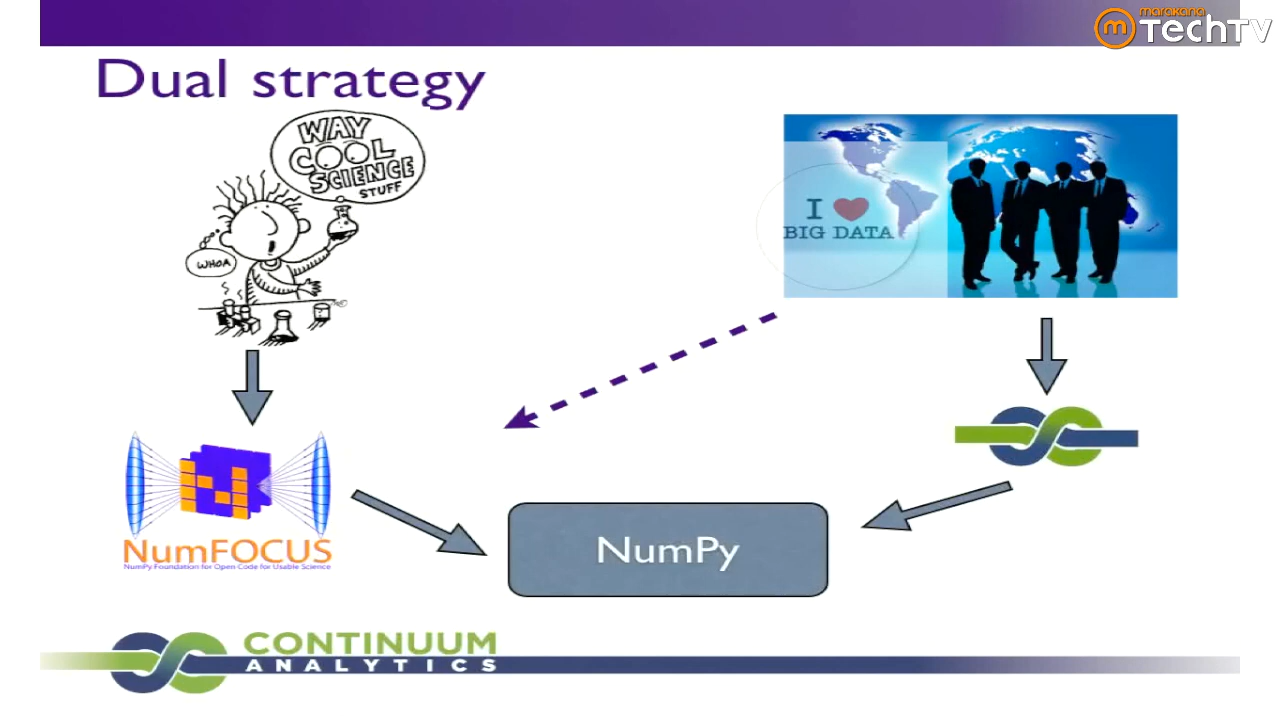 marakana
TechTV
Dual strategy
WAY
COOL
SCIENCE
STUFF
WHOA
I
BIG DATA
NumFOCUS
NumPy Foundation for Open Code for Usable Science
NumPy
CONTINUUM
ANALYTICS